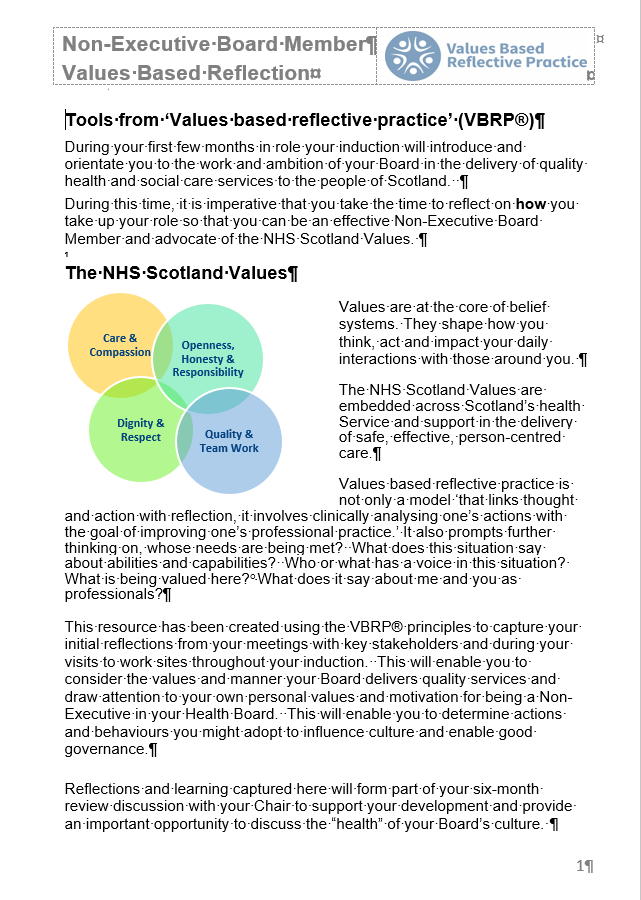 Non-Executive Board Member
Values Based Reflection
Values Based
Reflective Practice
Tools from ‘Values based reflective practice’ (VBRP®)
During your first few months in role your induction will introduce and
orientate you to the work and ambition of your Board in the delivery of quality
health and social care services to the people of Scotland.
During this time, it is imperative that you take the time to reflect on how you
take up your role so that you can be an effective Non-Executive Board
Member and advocate of the NHS Scotland Values.
The NHS Scotland Values
Care &
Compassion
Openness,
Honesty &
Responsibility
Dignity &
Respect
Quality &
Team Work
Values are at the core of belief
systems. They shape how you
think, act and impact your daily
interactions with those around you.
The NHS Scotland Values are
embedded across Scotland’s health
Service and support in the delivery
of safe, effective, person-centred
care.
Values based reflective practice is
not only a model ‘that links thought
and action with reflection, it involves clinically analysing one’s actions with
the goal of improving one’s professional practice.’ It also prompts further
thinking on, whose needs are being met? What does this situation say
about abilities and capabilities? Who or what has a voice in this situation?
What is being valued here? What does it say about me and you as
professionals?
This resource has been created using the VBRP® principles to capture your
initial reflections from your meetings with key stakeholders and during your
visits to work sites throughout your induction. This will enable you to
consider the values and manner your Board delivers quality services and
draw attention to your own personal values and motivation for being a Non-
Executive in your Health Board. This will enable you to determine actions
and behaviours you might adopt to influence culture and enable good
governance.
Reflections and learning captured here will form part of your six-month
review discussion with your Chair to support your development and provide
an important opportunity to discuss the “health” of your Board’s culture.
1